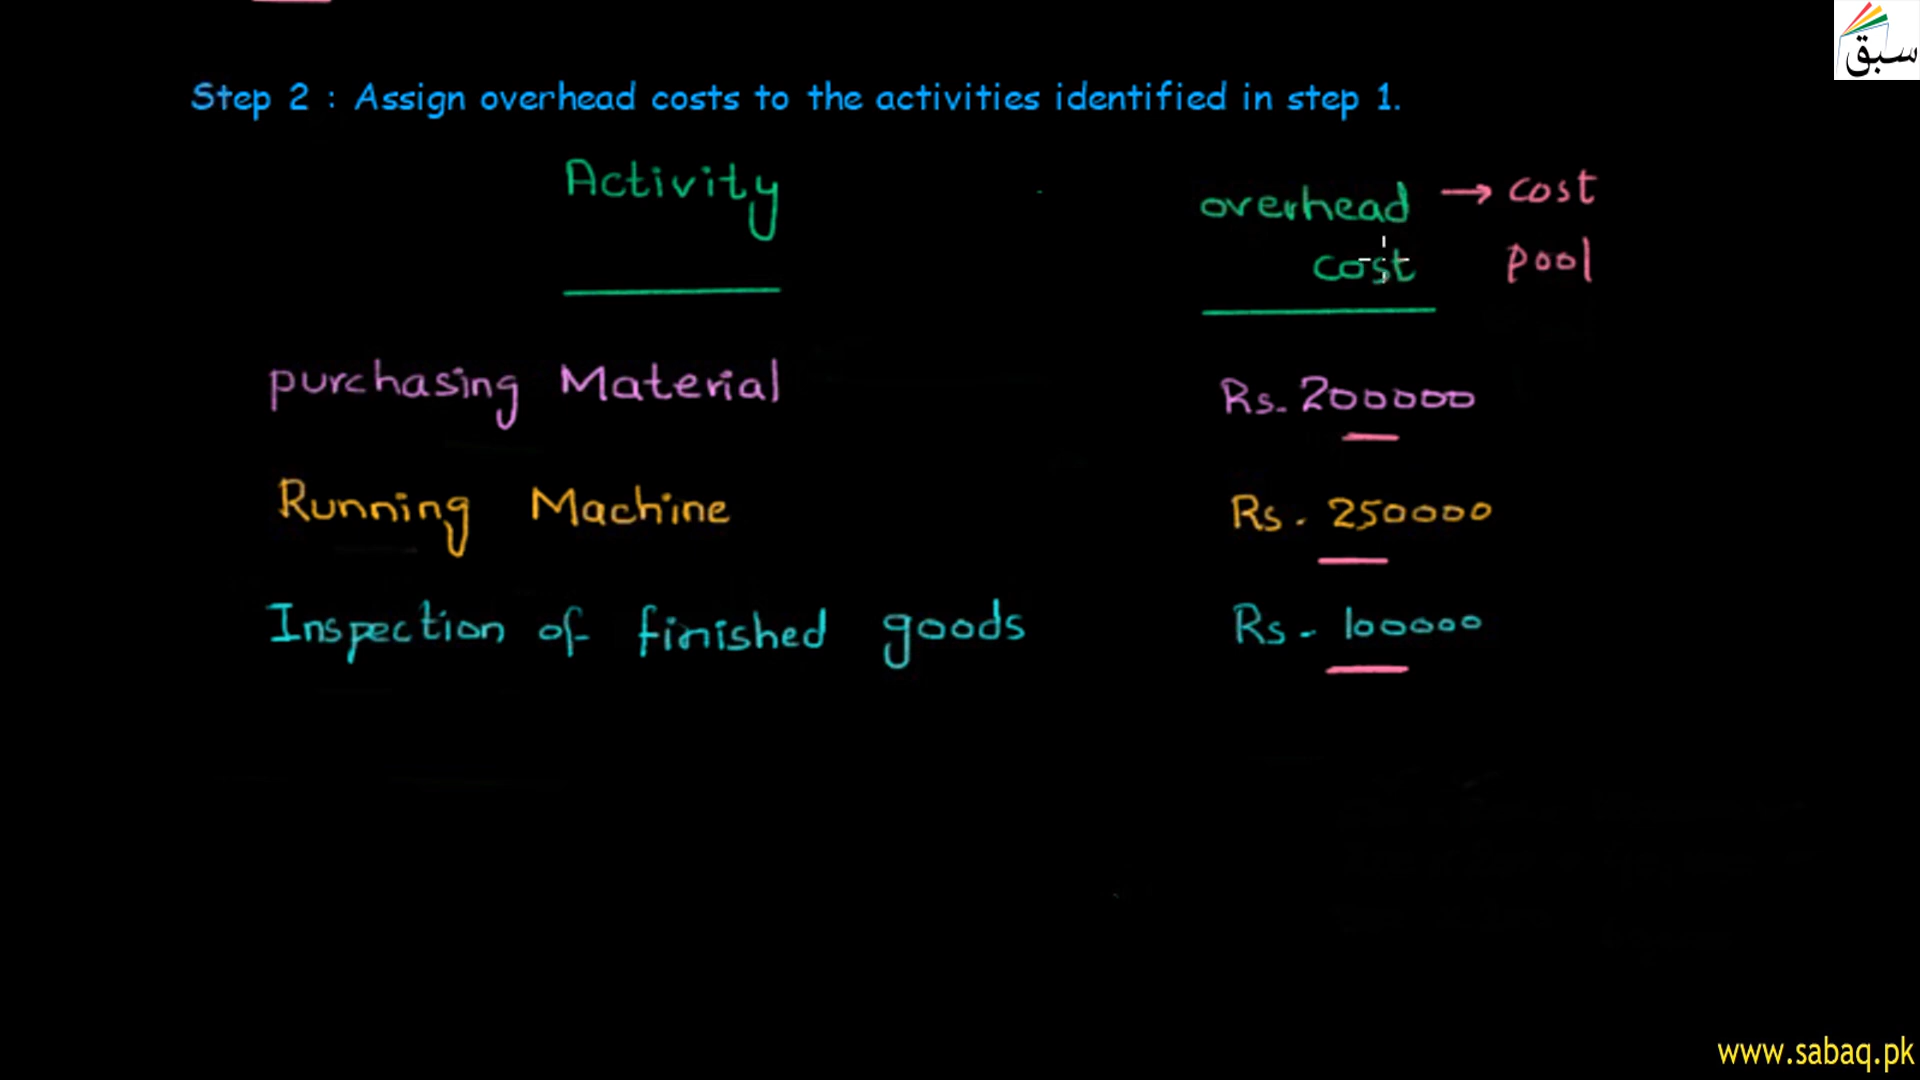 سبق
Step 2 : Assign overhead costs to the activities identified in step 1.
Activity
overhead → cost
cost pool
purchasing Material Rs. 200000
Running Machine Rs. 250000
Inspection of finished goods Rs. 100000
www.sabaq.pk